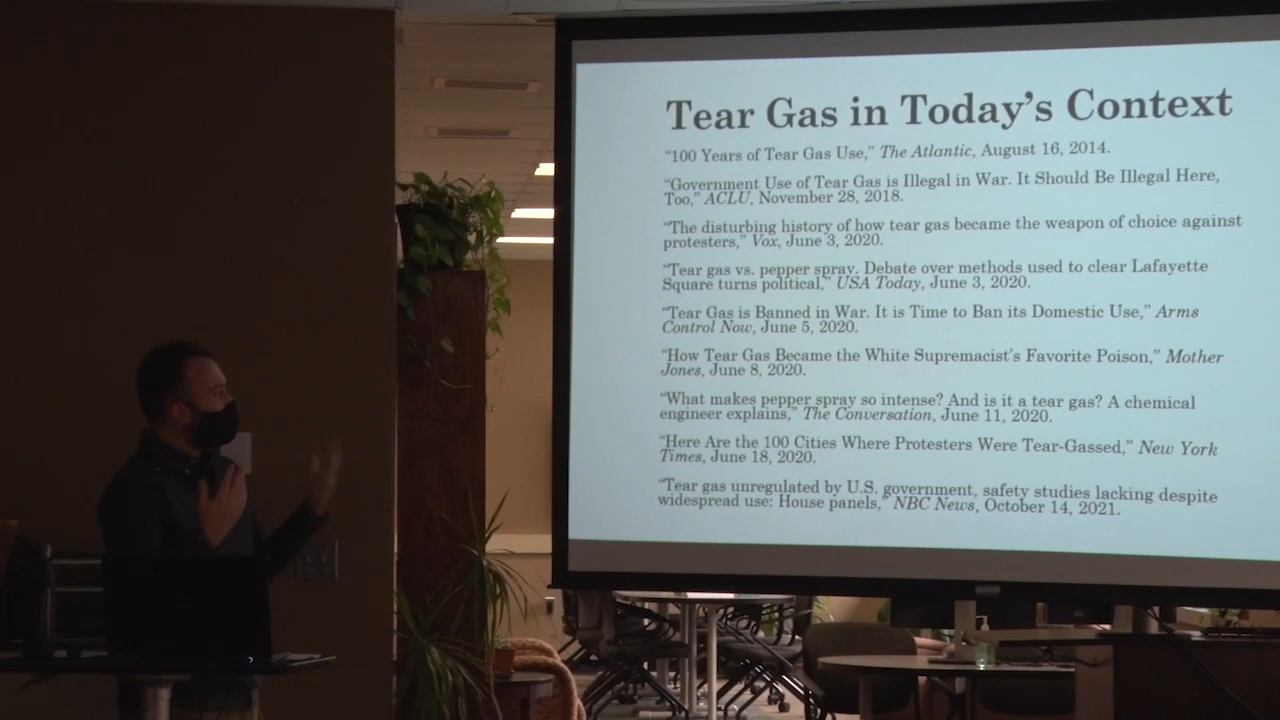 Tear Gas in Today's Context
“100 Years of Tear Gas Use,” The Atlantic, August 16, 2014.
“Government Use of Tear Gas is Illegal in War. It Should Be Illegal Here,
Too,” ACLU, November 28, 2018.
“The disturbing history of how tear gas became the weapon of choice against
protesters,” Vox, June 3, 2020.
“Tear gas vs. pepper spray. Debate over methods used to clear Lafayette
Square turns political,” USA Today, June 3, 2020.
“Tear Gas is Banned in War. It is Time to Ban its Domestic Use,” Arms
Control Now, June 5, 2020.
“How Tear Gas Became the White Supremacist’s Favorite Poison,” Mother
Jones, June 8, 2020.
“What makes pepper spray so intense? And is it a tear gas? A chemical
engineer explains,” The Conversation, June 11, 2020.
“Here Are the 100 Cities Where Protesters Were Tear-Gassed,” New York
Times, June 18, 2020.
“Tear gas unregulated by U.S. government, safety studies lacking despite
widespread use: House panels,” NBC News, October 14, 2021.